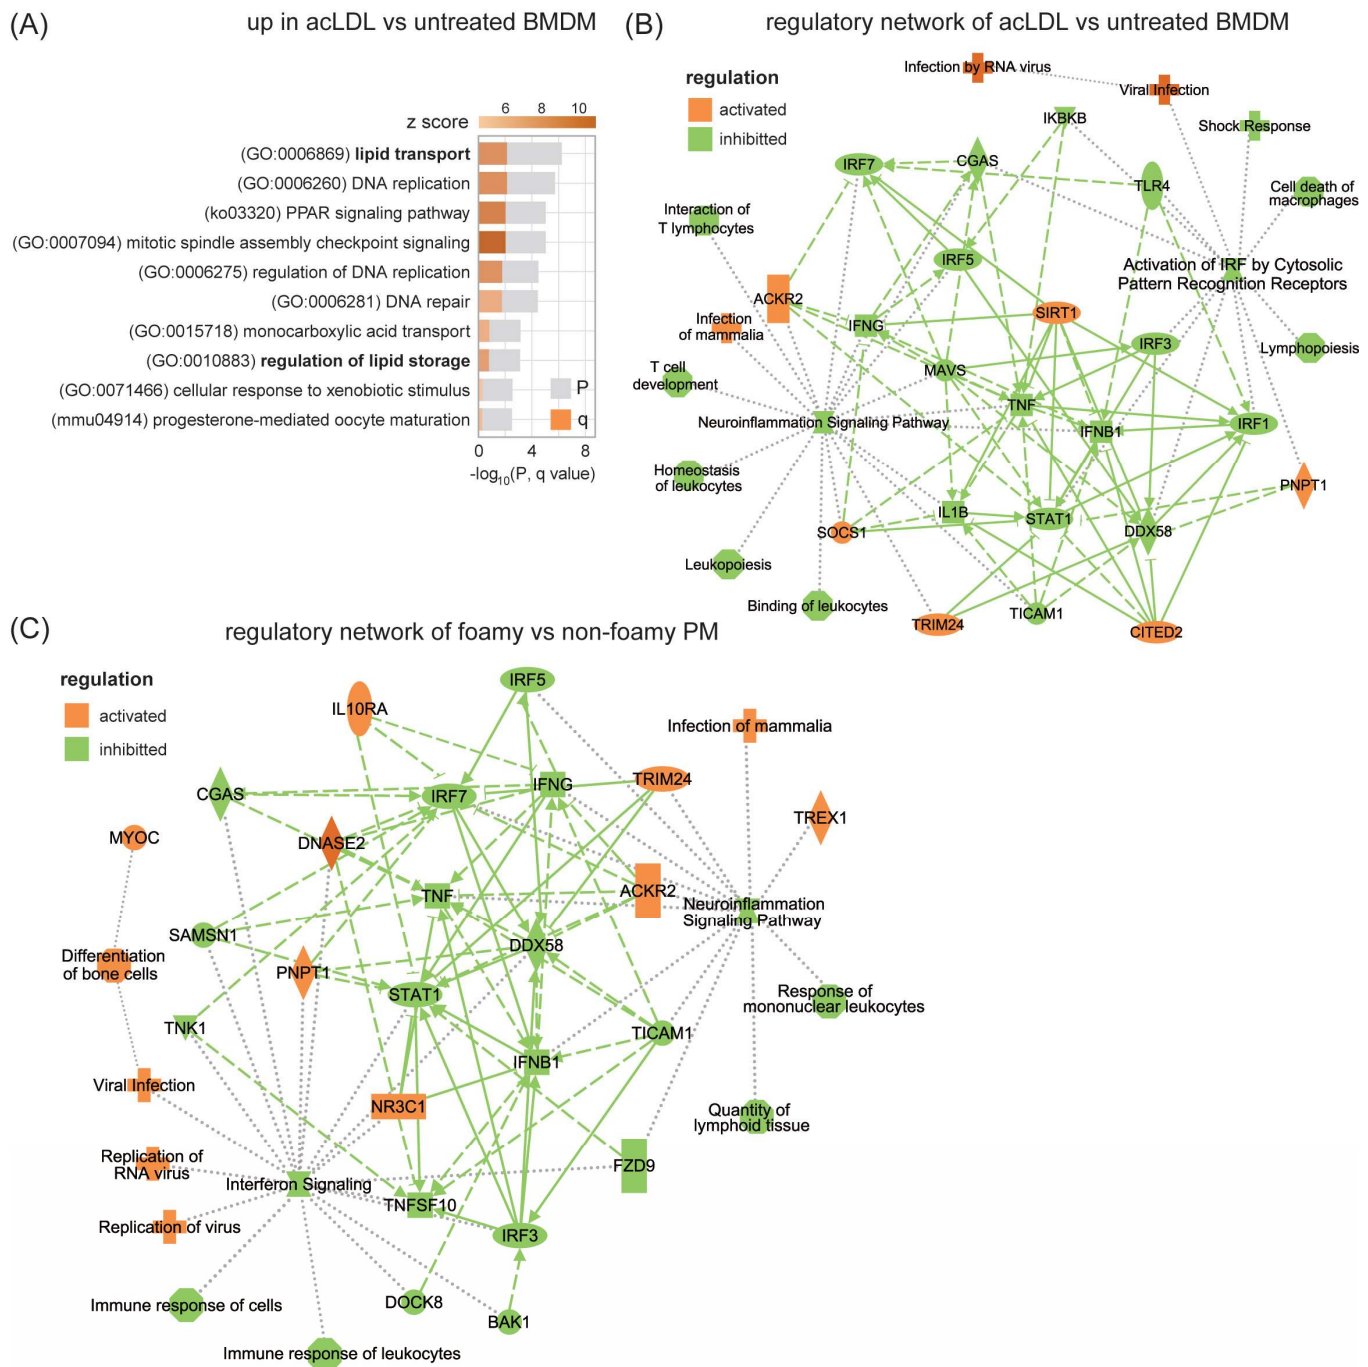 (A)
up in acLDL vs untreated BMDM
z score
6 8 10
(GO:0006869) lipid transport
(GO:0006260) DNA replication
(ko03320) PPAR signaling pathway
(GO:0007094) mitotic spindle assembly checkpoint signaling
(GO:0006275) regulation of DNA replication
(GO:0006281) DNA repair
(GO:0015718) monocarboxylic acid transport
(GO:0010883) regulation of lipid storage
(GO:0071466) cellular response to xenobiotic stimulus
(mmu04914) progesterone-mediated oocyte maturation
P
q
0 4 8
-log10(P, q value)
(B)
regulatory network of acLDL vs untreated BMDM
regulation
activated
inhibitted
Infection by RNA virus
Viral Infection
IKBKB
Shock Response
IRF7
CGAS
TLR4
Cell death of
macrophages
Interaction of
T lymphocytes
IRF5
Activation of IRF by Cytosolic
Pattern Recognition Receptors
ACKR2
Infection
of mammalia
IFNG
SIRT1
IRF3
Lymphopoiesis
T cell
development
MAVS
TNF
Neuroinflammation Signaling Pathway
IFNB1
IRF1
Homeostasis
of leukocytes
PNPT1
IL1B
STAT1
DDX58
SOCS1
Leukopoiesis
Binding of leukocytes
TRIM24
TICAM1
CITED2
(C)
regulatory network of foamy vs non-foamy PM
regulation
activated
inhibitted
IRF5
IL10RA
Infection of mammalia
CGAS
IRF7
IFNG
TRIM24
TREX1
MYOC
DNASE2
TNF
ACKR2
Neuroinflammation
Signaling Pathway
SAMSN1
DDX58
Differentiation
of bone cells
PNPT1
STAT1
Response of
mononuclear leukocytes
TNK1
TICAM1
IFNB1
Viral Infection
NR3C1
Quantity of
lymphoid tissue
Replication of
RNA virus
Interferon Signaling
FZD9
TNFSF10
Replication of virus
IRF3
Immune response of cells
DOCK8
BAK1
Immune response of leukocytes